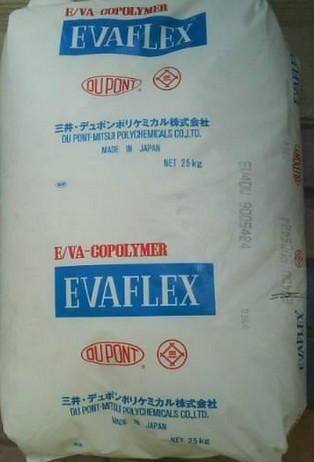 E/VA-COPOLYMER
EVAFLEX
DU PONT
三井・デュポンポリケミカル株式会社
DU PONT-MITSUI POLYCHEMICALS CO.,LTD.
MADE IN JAPAN
NET 25kg
E/VA-COPOLYMER
EVAFLEX
DU PONT
三井・デュポンポリケミカル株式会社
DU PONT-MITSUI POLYCHEMICALS CO.,LTD.
MADE IN JAPAN
NET 25kg
EVAFLEX